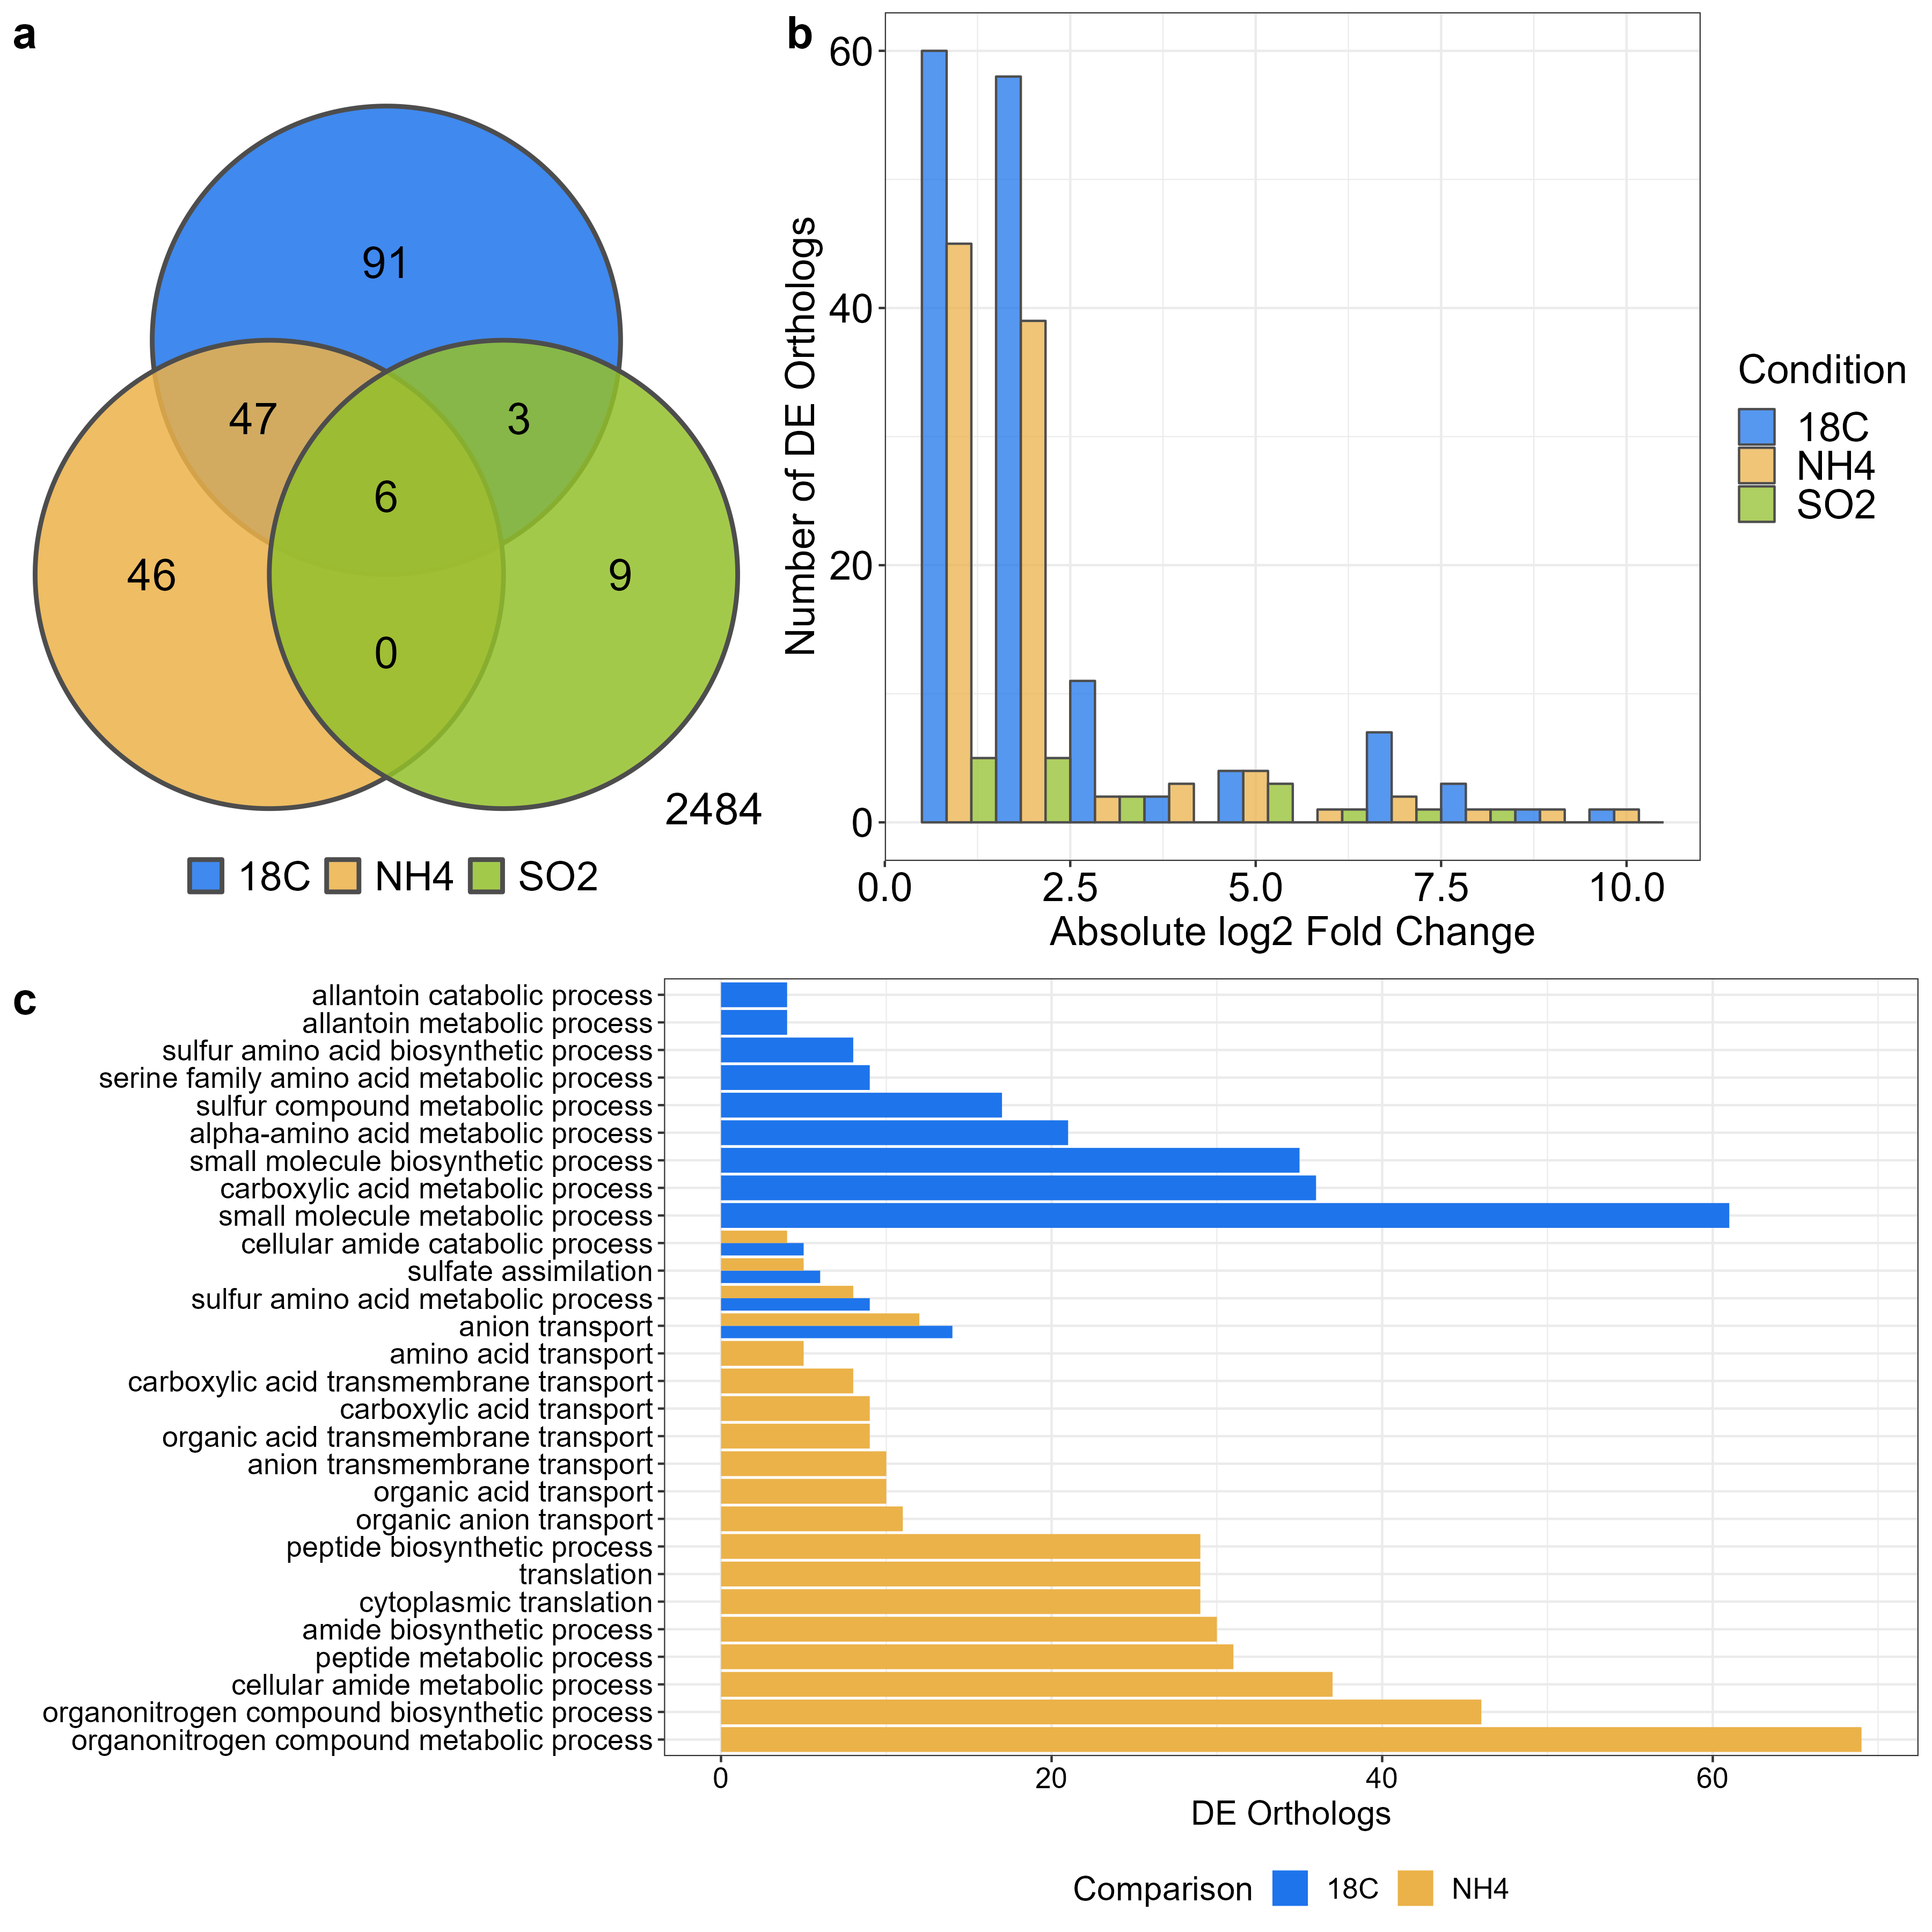 a
91
47
3
6
46
9
0
2484
18C NH4 SO2
b
Number of DE Orthologs
60
40
20
0
0.0 2.5 5.0 7.5 10.0
Absolute log2 Fold Change
Condition
18C
NH4
SO2
c
allantoin catabolic process
allantoin metabolic process
sulfur amino acid biosynthetic process
serine family amino acid metabolic process
sulfur compound metabolic process
alpha-amino acid metabolic process
small molecule biosynthetic process
carboxylic acid metabolic process
small molecule metabolic process
cellular amide catabolic process
sulfate assimilation
sulfur amino acid metabolic process
anion transport
amino acid transport
carboxylic acid transmembrane transport
carboxylic acid transport
organic acid transmembrane transport
anion transmembrane transport
organic acid transport
organic anion transport
peptide biosynthetic process
translation
cytoplasmic translation
amide biosynthetic process
peptide metabolic process
cellular amide metabolic process
organonitrogen compound biosynthetic process
organonitrogen compound metabolic process
0 20 40 60
DE Orthologs
Comparison 18C NH4